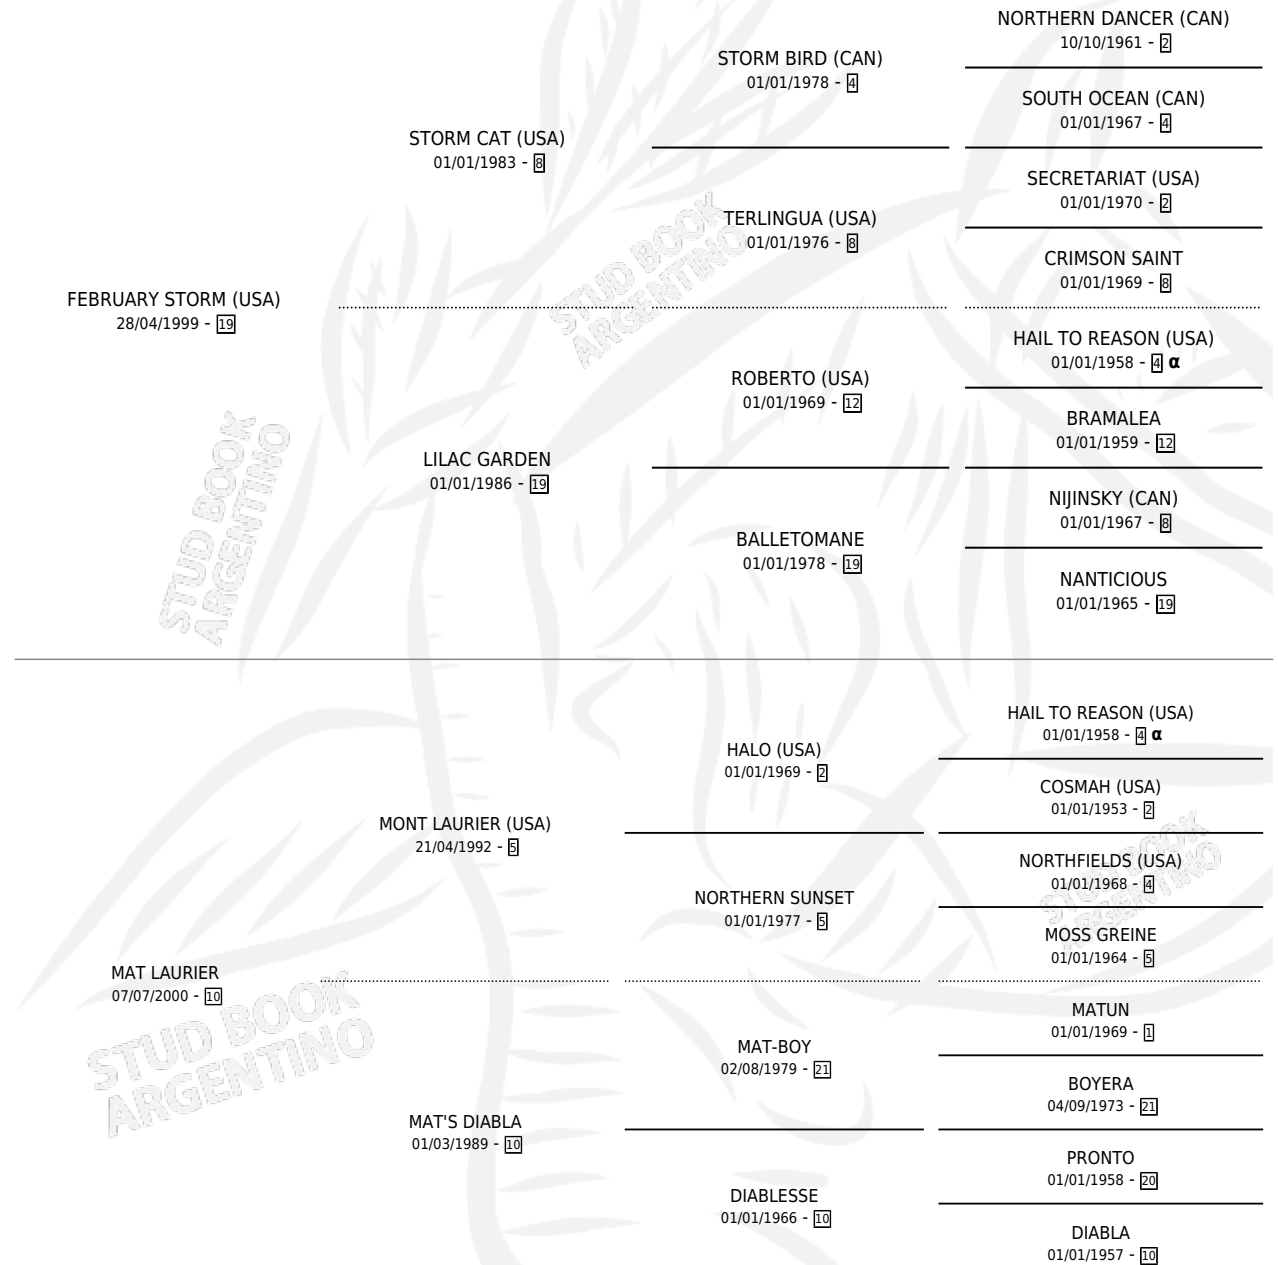 NORTHERN DANCER (CAN)
10/10/1961 - 2
STORM BIRD (CAN)
01/01/1978 - 4
SOUTH OCEAN (CAN)
01/01/1967 - 4
STORM CAT (USA)
01/01/1983 - 8
SECRETARIAT (USA)
01/01/1970 - 2
TERLINGUA (USA)
01/01/1976 - 8
CRIMSON SAINT
01/01/1969 - 8
FEBRUARY STORM (USA)
28/04/1999 - 19
HAIL TO REASON (USA)
01/01/1958 - 4 α
ROBERTO (USA)
01/01/1969 - 12
BRAMALEA
01/01/1959 - 12
LILAC GARDEN
01/01/1986 - 19
NIJINSKY (CAN)
01/01/1967 - 8
BALLETOMANE
01/01/1978 - 19
NANTICIOUS
01/01/1965 - 19
HAIL TO REASON (USA)
01/01/1958 - 4 α
HALO (USA)
01/01/1969 - 2
COSMAH (USA)
01/01/1953 - 2
MONT LAURIER (USA)
21/04/1992 - 5
NORTHFIELDS (USA)
01/01/1968 - 4
NORTHERN SUNSET
01/01/1977 - 5
MOSS GREINE
01/01/1964 - 5
MAT LAURIER
07/07/2000 - 10
MATUN
01/01/1969 - 1
MAT-BOY
02/08/1979 - 21
BOYERA
04/09/1973 - 21
MAT'S DIABLA
01/03/1989 - 10
PRONTO
01/01/1958 - 20
DIABLESSE
01/01/1966 - 10
DIABLA
01/01/1957 - 10
STUD BOOK
ARGENTINO
STUD BOOK
ARGENTINO
STUD BOOK
ARGENTINO
STUD BOOK
ARGENTINO